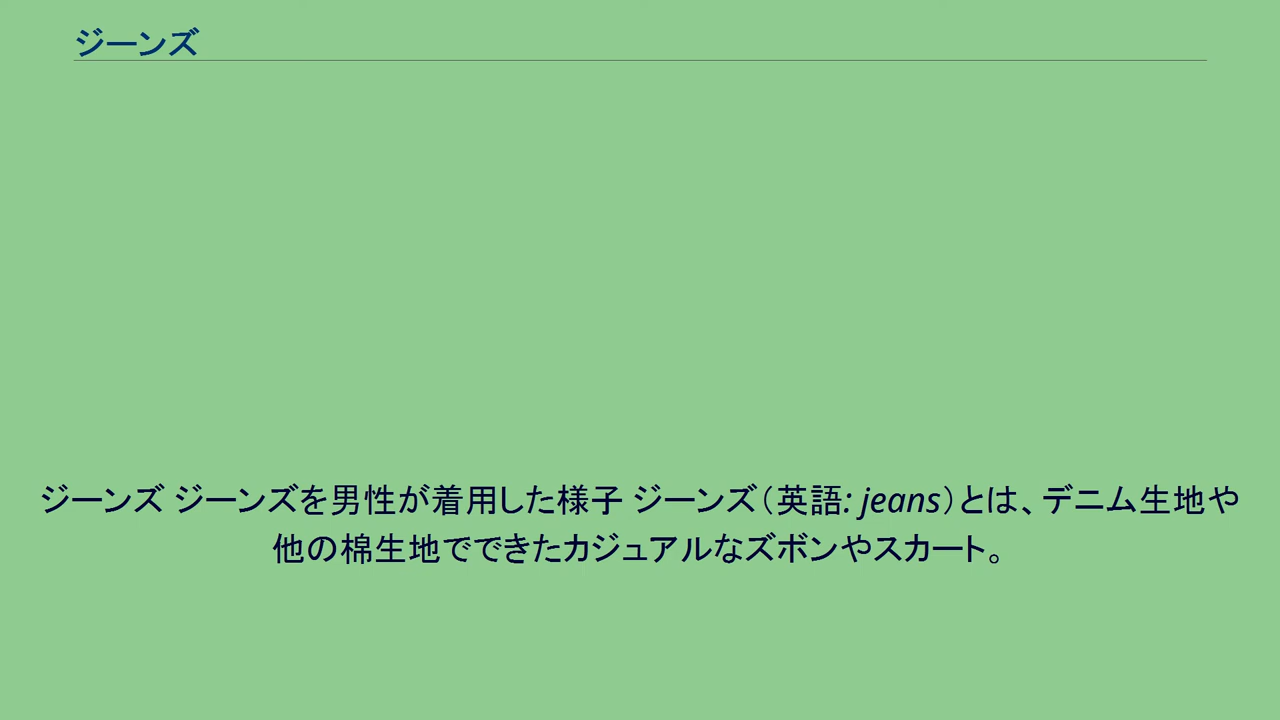 ジーンズ
ジーンズ ジーンズを男性が着用した様子 ジーンズ（英語: jeans）とは、デニム生地や
他の棉生地でできたカジュアルなズボンやスカート。